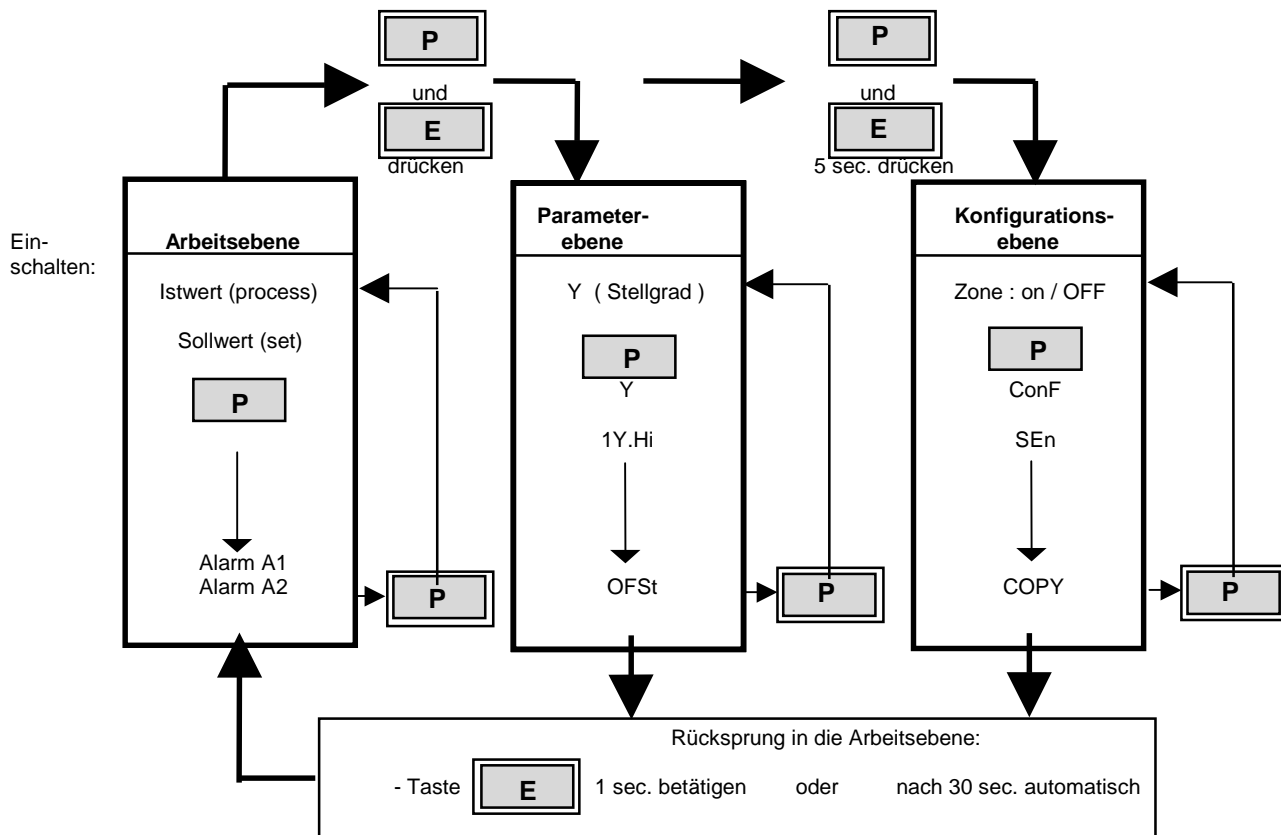 P
und
E
drücken
P
und
E
5 sec. drücken
Ein-
schalten:
Arbeitsebene
Istwert (process)
Sollwert (set)
P
Alarm A1
Alarm A2
P
Parameter-
ebene
Y ( Stellgrad )
P
Y
1Y.Hi
OFSt
P
Konfigurations-
ebene
Zone : on / OFF
P
ConF
SEn
COPY
P
Rücksprung in die Arbeitsebene:
- Taste E 1 sec. betätigen oder nach 30 sec. automatisch